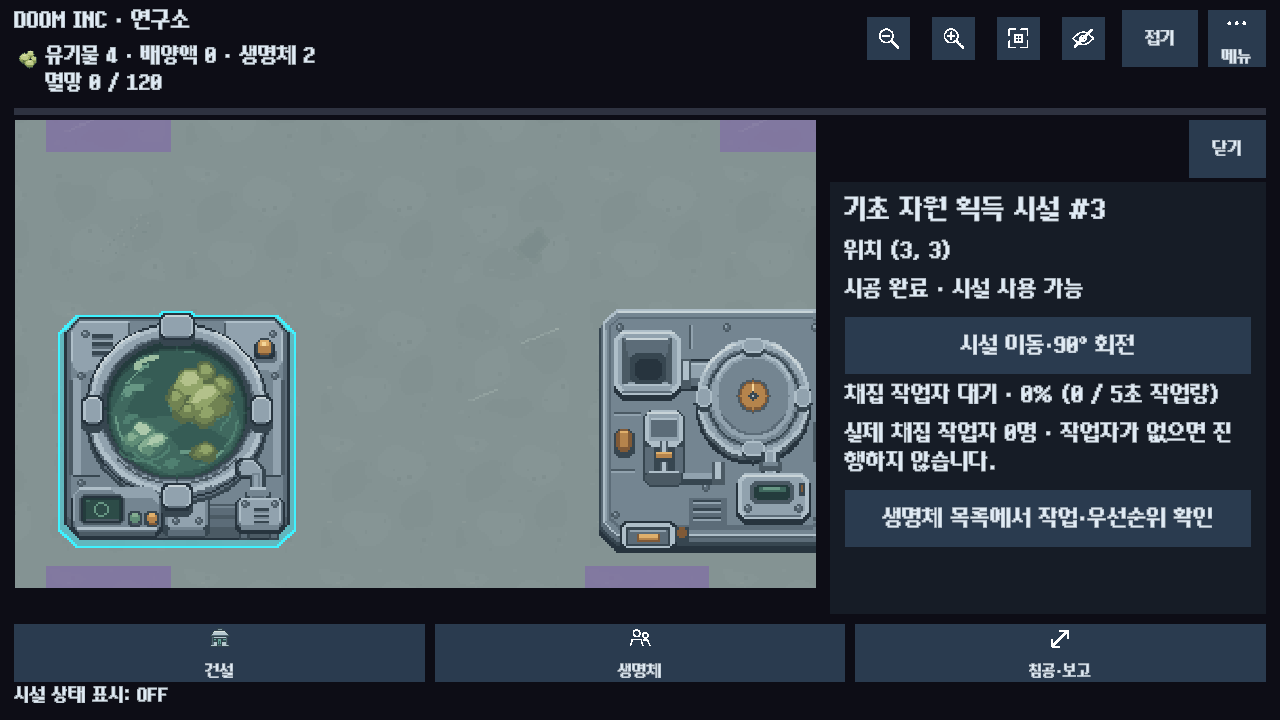 DOOM INC · 연구소
유기물 4 · 배양액 0 · 생명체 2
멸망 0 / 120
접기
메뉴
닫기
기초 자원 획득 시설 #3
위치 (3, 3)
시공 완료 · 시설 사용 가능
시설 이동·90° 회전
채집 작업자 대기 · 0% (0 / 5초 작업량)
실제 채집 작업자 0명 · 작업자가 없으면 진
행하지 않습니다.
생명체 목록에서 작업·우선순위 확인
건설
생명체
침공·보고
시설 상태 표시: OFF